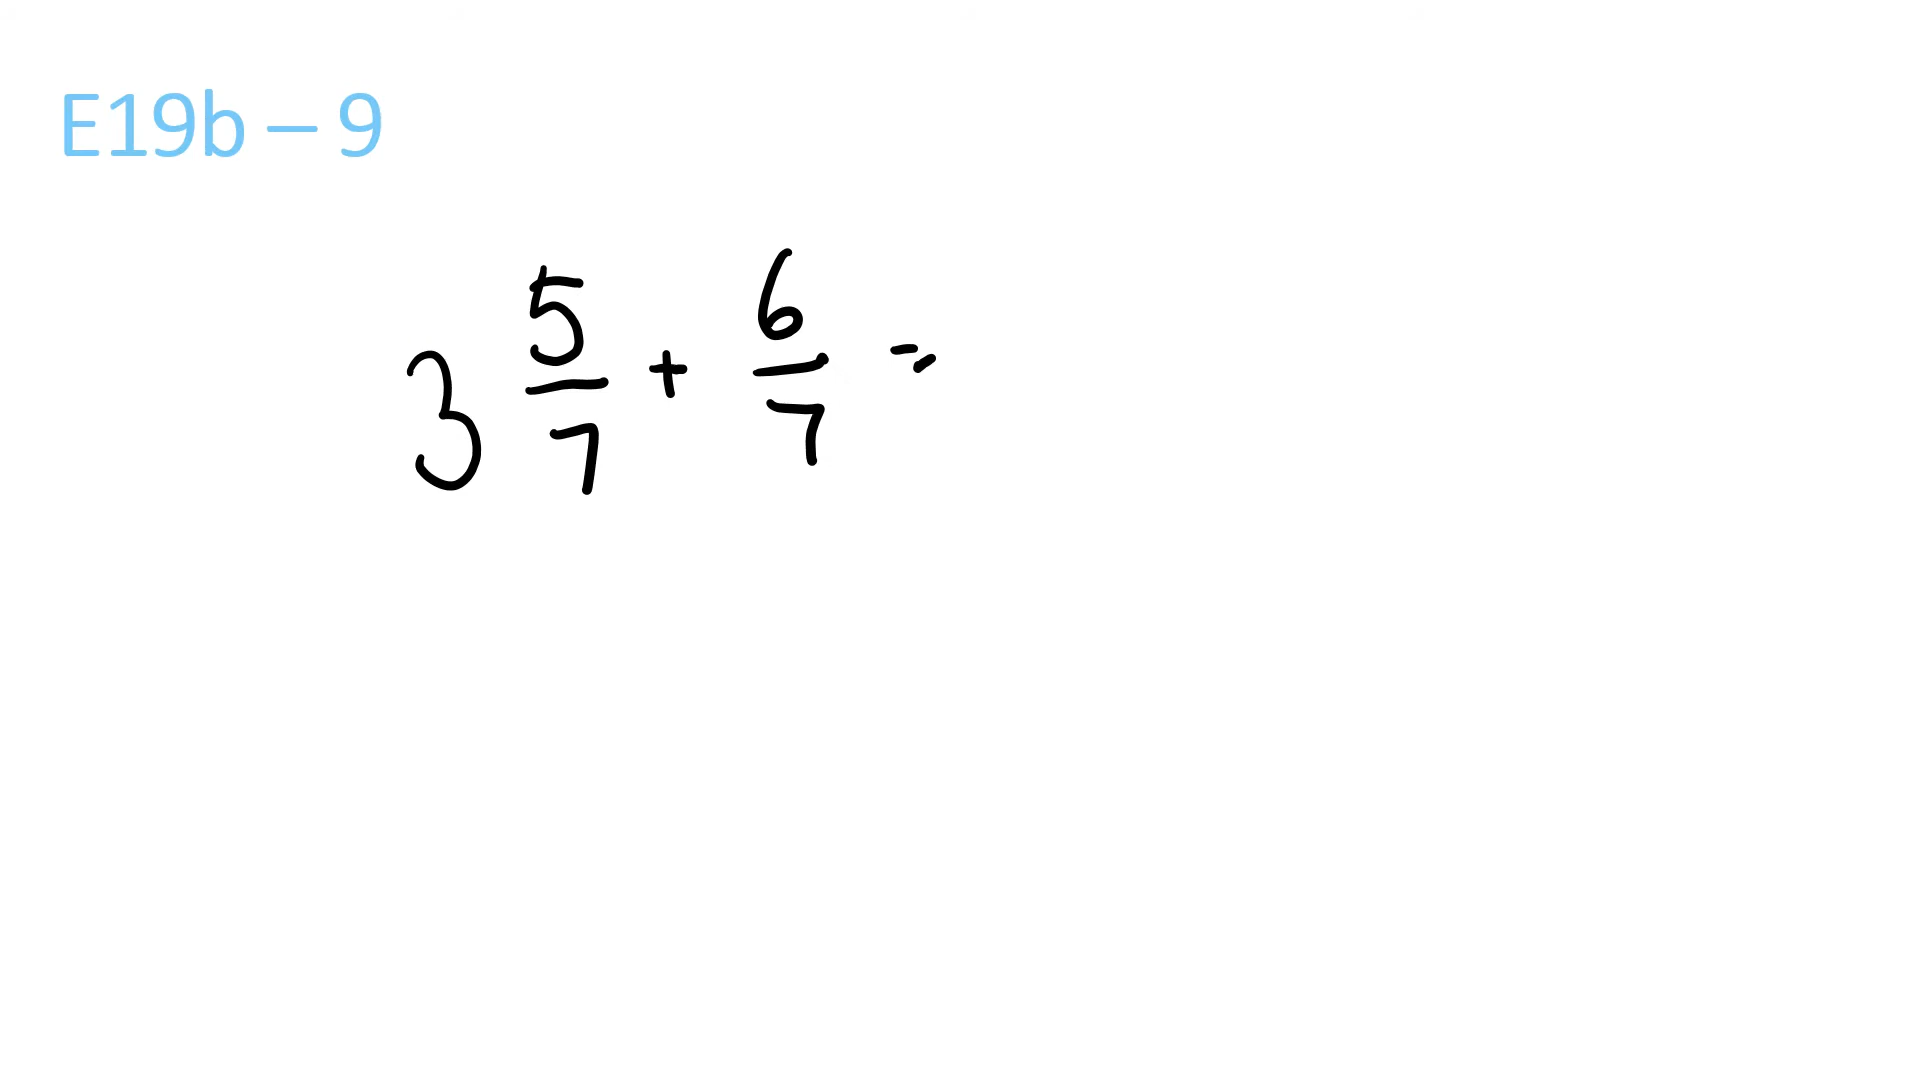 E19b – 9
3 5/7 + 6/7 =